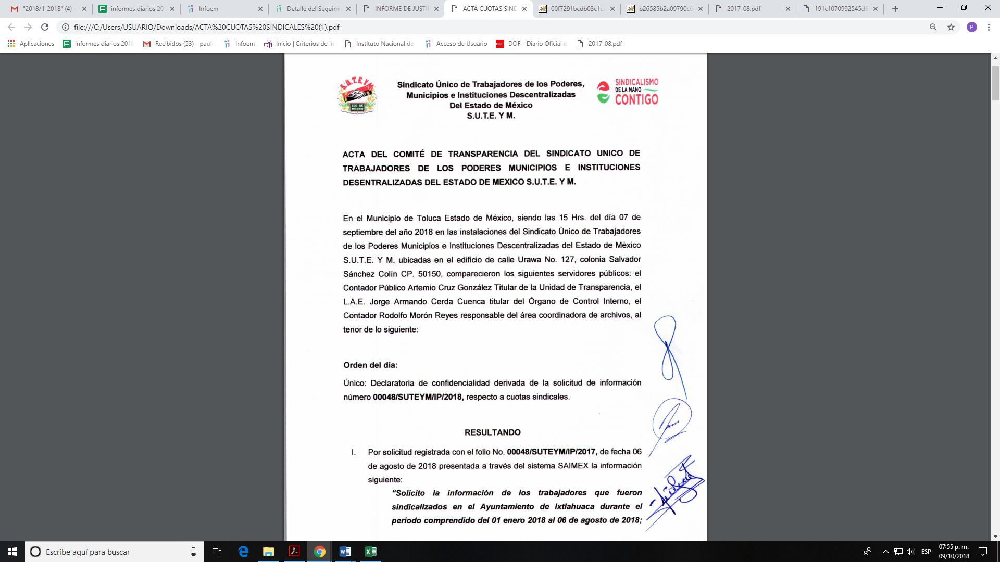 "2018/1-2018" (4) -
informes diarios 201
Infoem
Detalle del Seguimie
INFORME DE JUSTI
ACTA CUOTAS SIND
00f7291bcdb03c1ee
b26585b2a09790c6
2017-08.pdf
191c1070992545d8
file:///C:/Users/USUARIO/Downloads/ACTA%20CUOTAS%20SINDICALES%20(1).pdf
P
Aplicaciones
informes diarios 2018
Recibidos (53) - pauli
Infoem
Inicio | Criterios de In
Instituto Nacional de
Acceso de Usuario
DOF
DOF - Diario Oficial d
2017-08.pdf
S.U.T.E.Y M.
EDO. DE
MÉXICO
Sindicato Único de Trabajadores de los Poderes,
Municipios e Instituciones Descentralizadas
Del Estado de México
S.U.T.E. Y M.
SINDICALISMO
DE LA MANO
CONTIGO
ACTA DEL COMITÉ DE TRANSPARENCIA DEL SINDICATO UNICO DE
TRABAJADORES DE LOS PODERES MUNICIPIOS E INSTITUCIONES
DESENTRALIZADAS DEL ESTADO DE MEXICO S.U.T.E. Y M.
En el Municipio de Toluca Estado de México, siendo las 15 Hrs. del día 07 de
septiembre del año 2018 en las instalaciones del Sindicato Único de Trabajadores
de los Poderes Municipios e Instituciones Descentralizadas del Estado de México
S.U.T.E. Y M. ubicadas en el edificio de calle Urawa No. 127, colonia Salvador
Sánchez Colín CP. 50150, comparecieron los siguientes servidores públicos: el
Contador Público Artemio Cruz González Titular de la Unidad de Transparencia, el
L.A.E. Jorge Armando Cerda Cuenca titular del Órgano de Control Interno, el
Contador Rodolfo Morón Reyes responsable del área coordinadora de archivos, al
tenor de lo siguiente:
Orden del día:
Único: Declaratoria de confidencialidad derivada de la solicitud de información
número 00048/SUTEYM/IP/2018, respecto a cuotas sindicales.
RESULTANDO
I. Por solicitud registrada con el folio No. 00048/SUTEYM/IP/2017, de fecha 06
de agosto de 2018 presentada a través del sistema SAIMEX la información
siguiente:
“Solicito la información de los trabajadores que fueron
sindicalizados en el Ayuntamiento de Ixtlahuaca durante el
periodo comprendido del 01 enero 2018 al 06 de agosto de 2018;
Escribe aquí para buscar
ESP
07:55 p. m.
09/10/2018